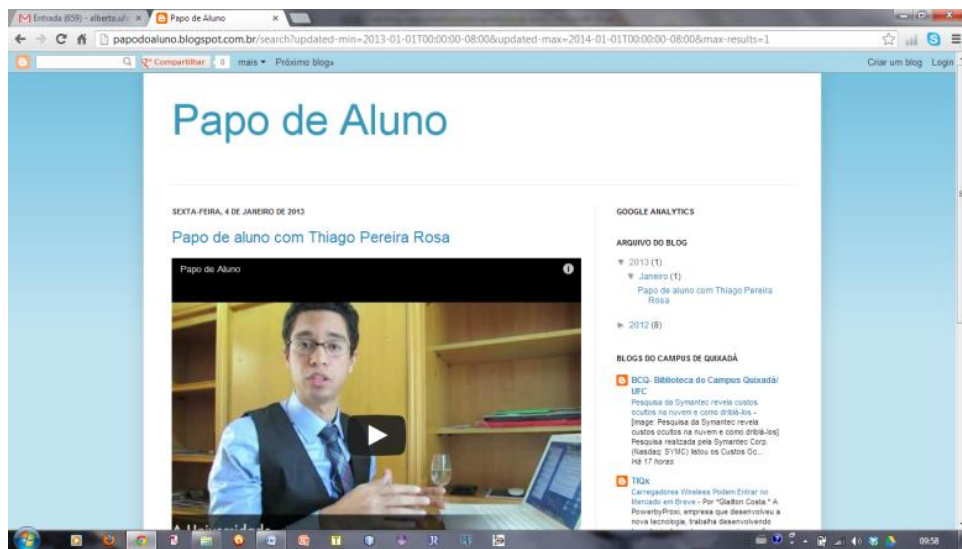 Entrada (659) - alberto.ufc
Papo de Aluno
papodoaluno.blogspot.com.br/search?updated-min=2013-01-01T00:00:00-08:00&updated-max=2014-01-01T00:00:00-08:00&max-results=1
Compartilhar 0 mais Próximo blog»
Criar um blog Login
Papo de Aluno
SEXTA-FEIRA, 4 DE JANEIRO DE 2013
Papo de aluno com Thiago Pereira Rosa
Papo de Aluno
A Universidade
GOOGLE ANALYTICS
ARQUIVO DO BLOG
▼ 2013 (1)
▼ Janeiro (1)
Papo de aluno com Thiago Pereira
Rosa
► 2012 (8)
BLOGS DO CAMPUS DE QUIXADÁ
BCQ- Biblioteca do Campus Quixadá/
UFC
Pesquisa da Symantec revela custos
ocultos na nuvem e como driblá-los -
[image: Pesquisa da Symantec revela
custos ocultos na nuvem e como driblá-los]
Pesquisa realizada pela Symantec Corp.
(Nasdaq: SYMC) listou os Custos Oc...
Há 17 horas
TIQx
Carregadores Wireless Podem Entrar no
Mercado em Breve - Por *Glailton Costa.* A
PowerbyProxi, empresa que desenvolveu a
nova tecnologia, trabalha desenvolvendo
09:58